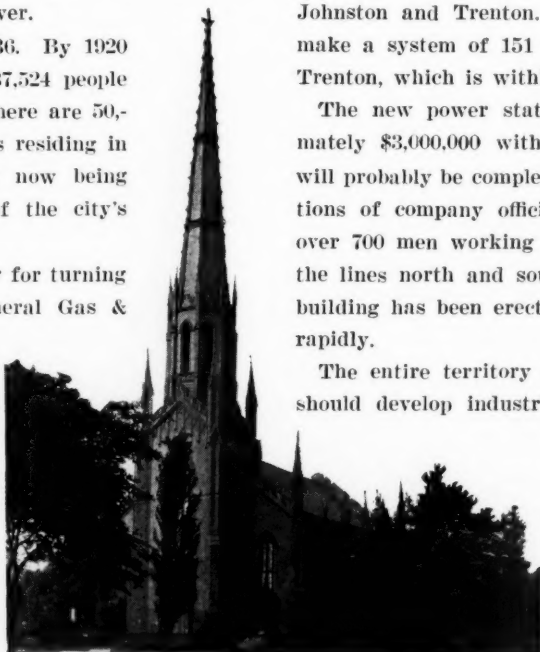 ver.
36. By 1920
37,524 people
here are 50,-
s residing in
now being
f the city's
r for turning
neral Gas &
Johnston and Trenton.
make a system of 151
Trenton, which is with
The new power stat
mately $3,000,000 with
will probably be comple
tions of company offici
over 700 men working
the lines north and sou
building has been erect
rapidly.
The entire territory
should develop industr